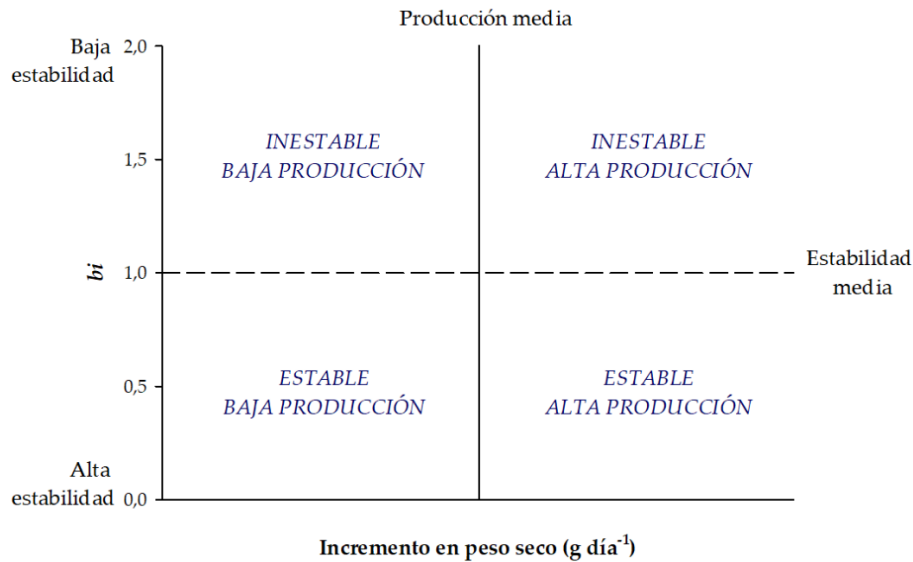 Producción media
Baja
estabilidad
2,0
INESTABLE
BAJA PRODUCCIÓN
INESTABLE
ALTA PRODUCCIÓN
1,5
bi
1,0
Estabilidad
media
ESTABLE
BAJA PRODUCCIÓN
ESTABLE
ALTA PRODUCCIÓN
0,5
Alta
estabilidad
0,0
Incremento en peso seco (g día⁻¹)